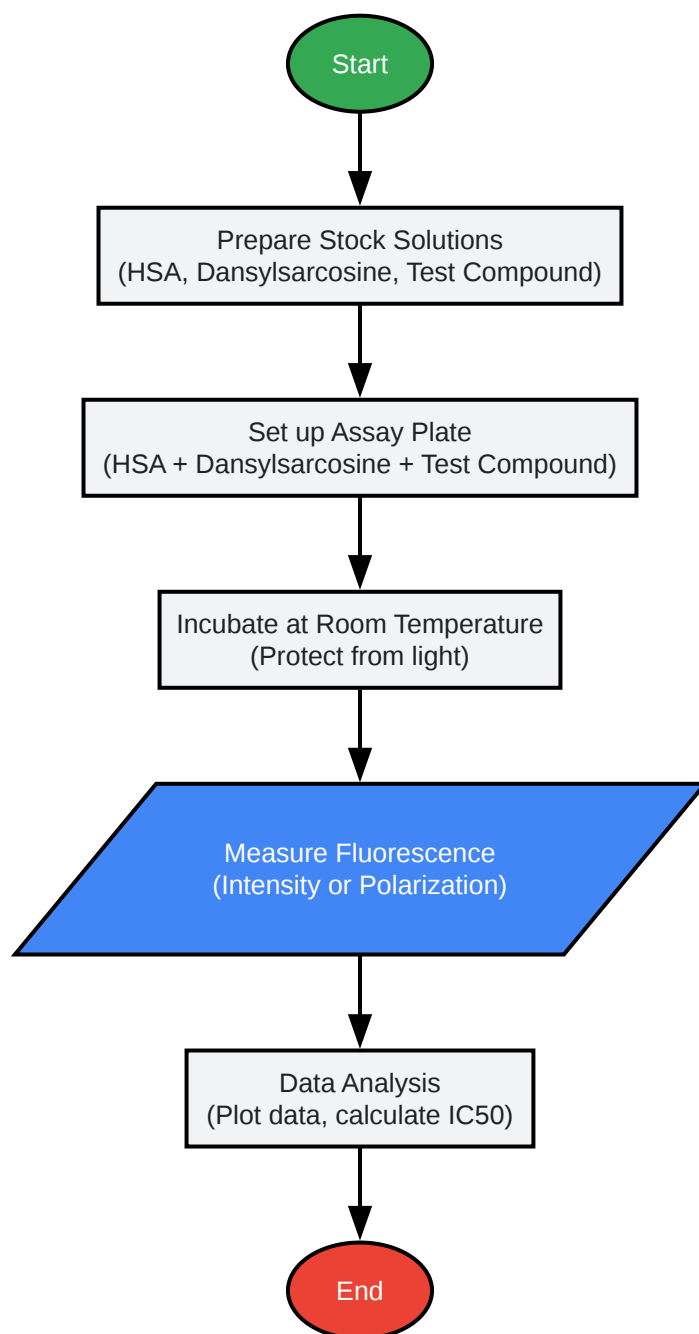 Start
Prepare Stock Solutions
(HSA, Dansylsarcosine, Test Compound)
Set up Assay Plate
(HSA + Dansylsarcosine + Test Compound)
Incubate at Room Temperature
(Protect from light)
Measure Fluorescence
(Intensity or Polarization)
Data Analysis
(Plot data, calculate IC50)
End